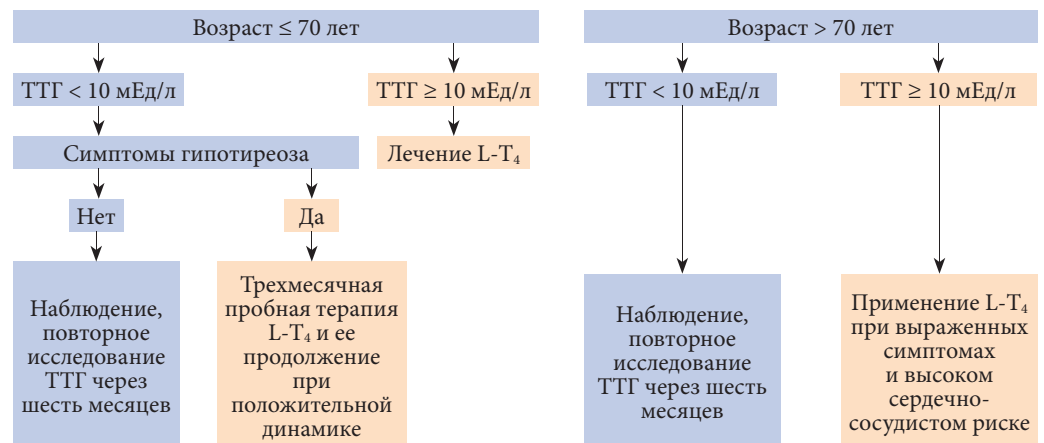 Возраст ≤ 70 лет
ТТГ < 10 мЕд/л
ТТГ ≥ 10 мЕд/л
Симптомы гипотиреоза
Лечение L-T₄
Нет
Да
Наблюдение,
повторное
исследование
ТТГ через
шесть месяцев
Трехмесячная
пробная терапия
L-T₄ и ее
продолжение
при
положительной
динамике
Возраст > 70 лет
ТТГ < 10 мЕд/л
ТТГ ≥ 10 мЕд/л
Наблюдение,
повторное
исследование
ТТГ через шесть
месяцев
Применение L-T₄
при выраженных
симптомах
и высоком
сердечно-
сосудистом риске